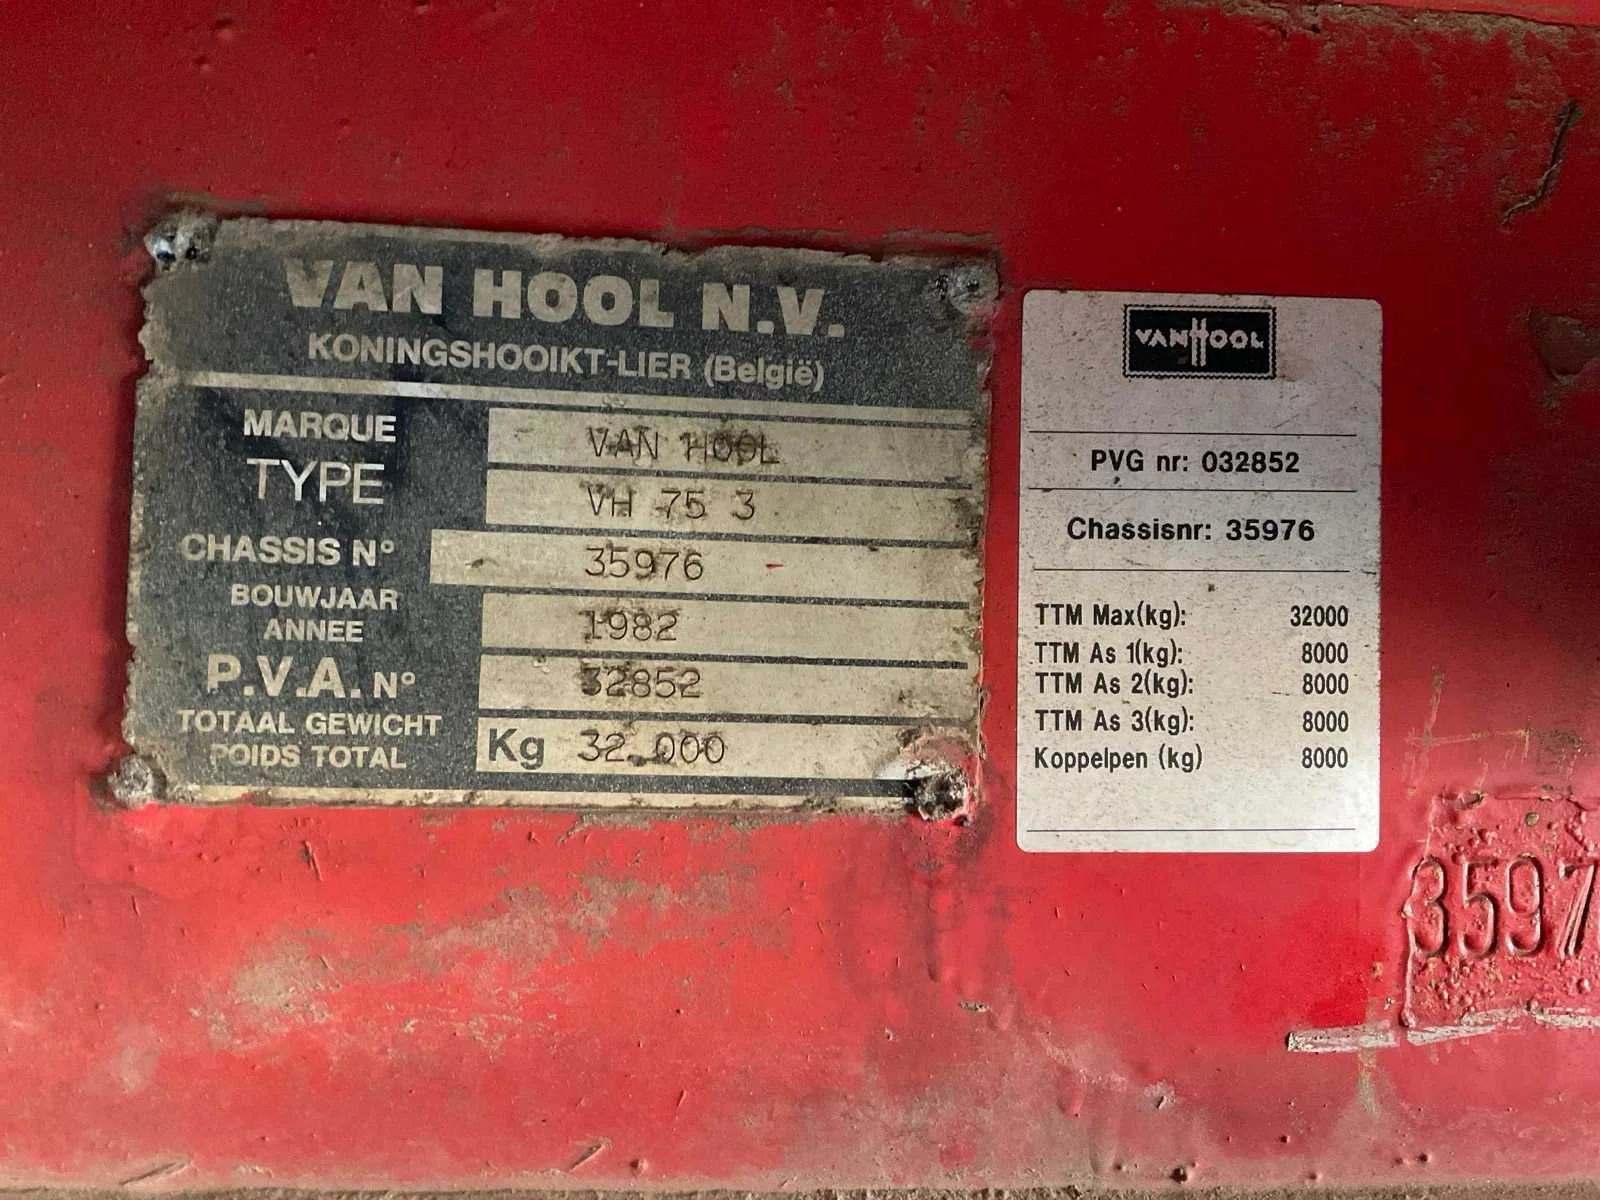 VAN HOOL N.V.
KONINGSHOOIKT-LIER (België)
MARQUE VAN HOOL
TYPE VH 75 3
CHASSIS Nº 35976
BOUWJAAR
ANNEE 1982
P.V.A. Nº 32852
TOTAAL GEWICHT
POIDS TOTAL Kg 32.000
VANHOOL
PVG nr: 032852
Chassisnr: 35976
TTM Max(kg): 32000
TTM As 1(kg): 8000
TTM As 2(kg): 8000
TTM As 3(kg): 8000
Koppelpen (kg) 8000
3597